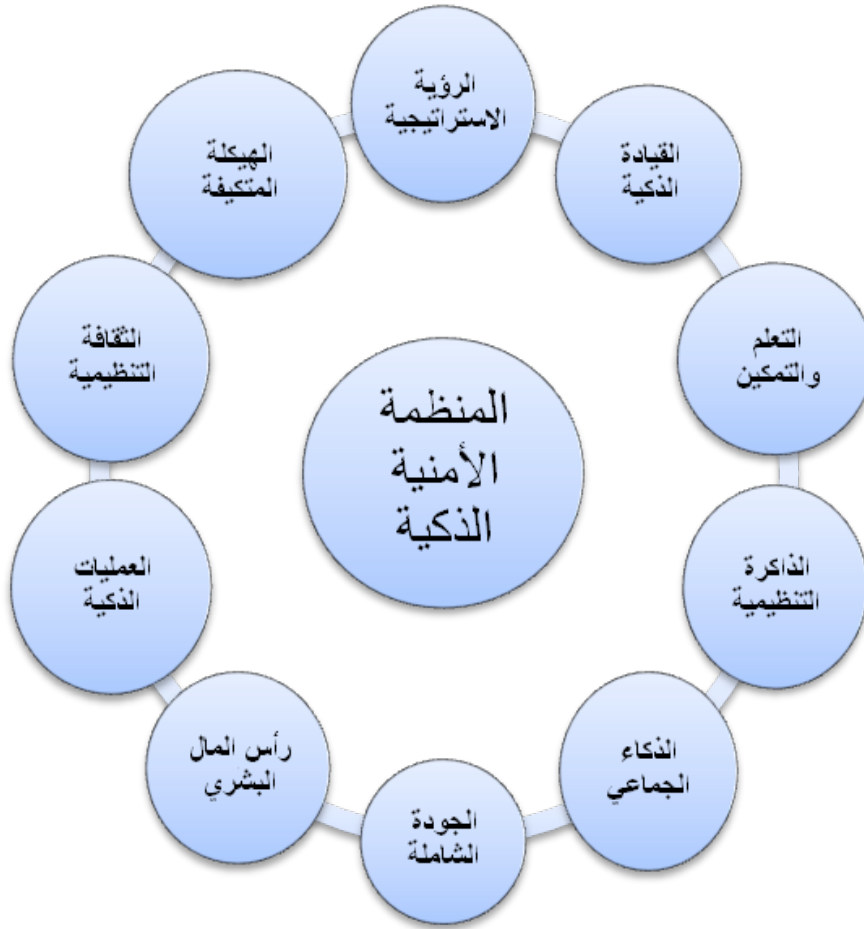 الرؤية
الاستراتيجية
القيادة
الذكية
التعلم
والتمكين
الذاكرة
التنظيمية
الذكاء
الجماعي
الجودة
الشاملة
رأس المال
البشري
العمليات
الذكية
الثقافة
التنظيمية
الهيكلة
المتكيفة
المنظمة
الأمنية
الذكية